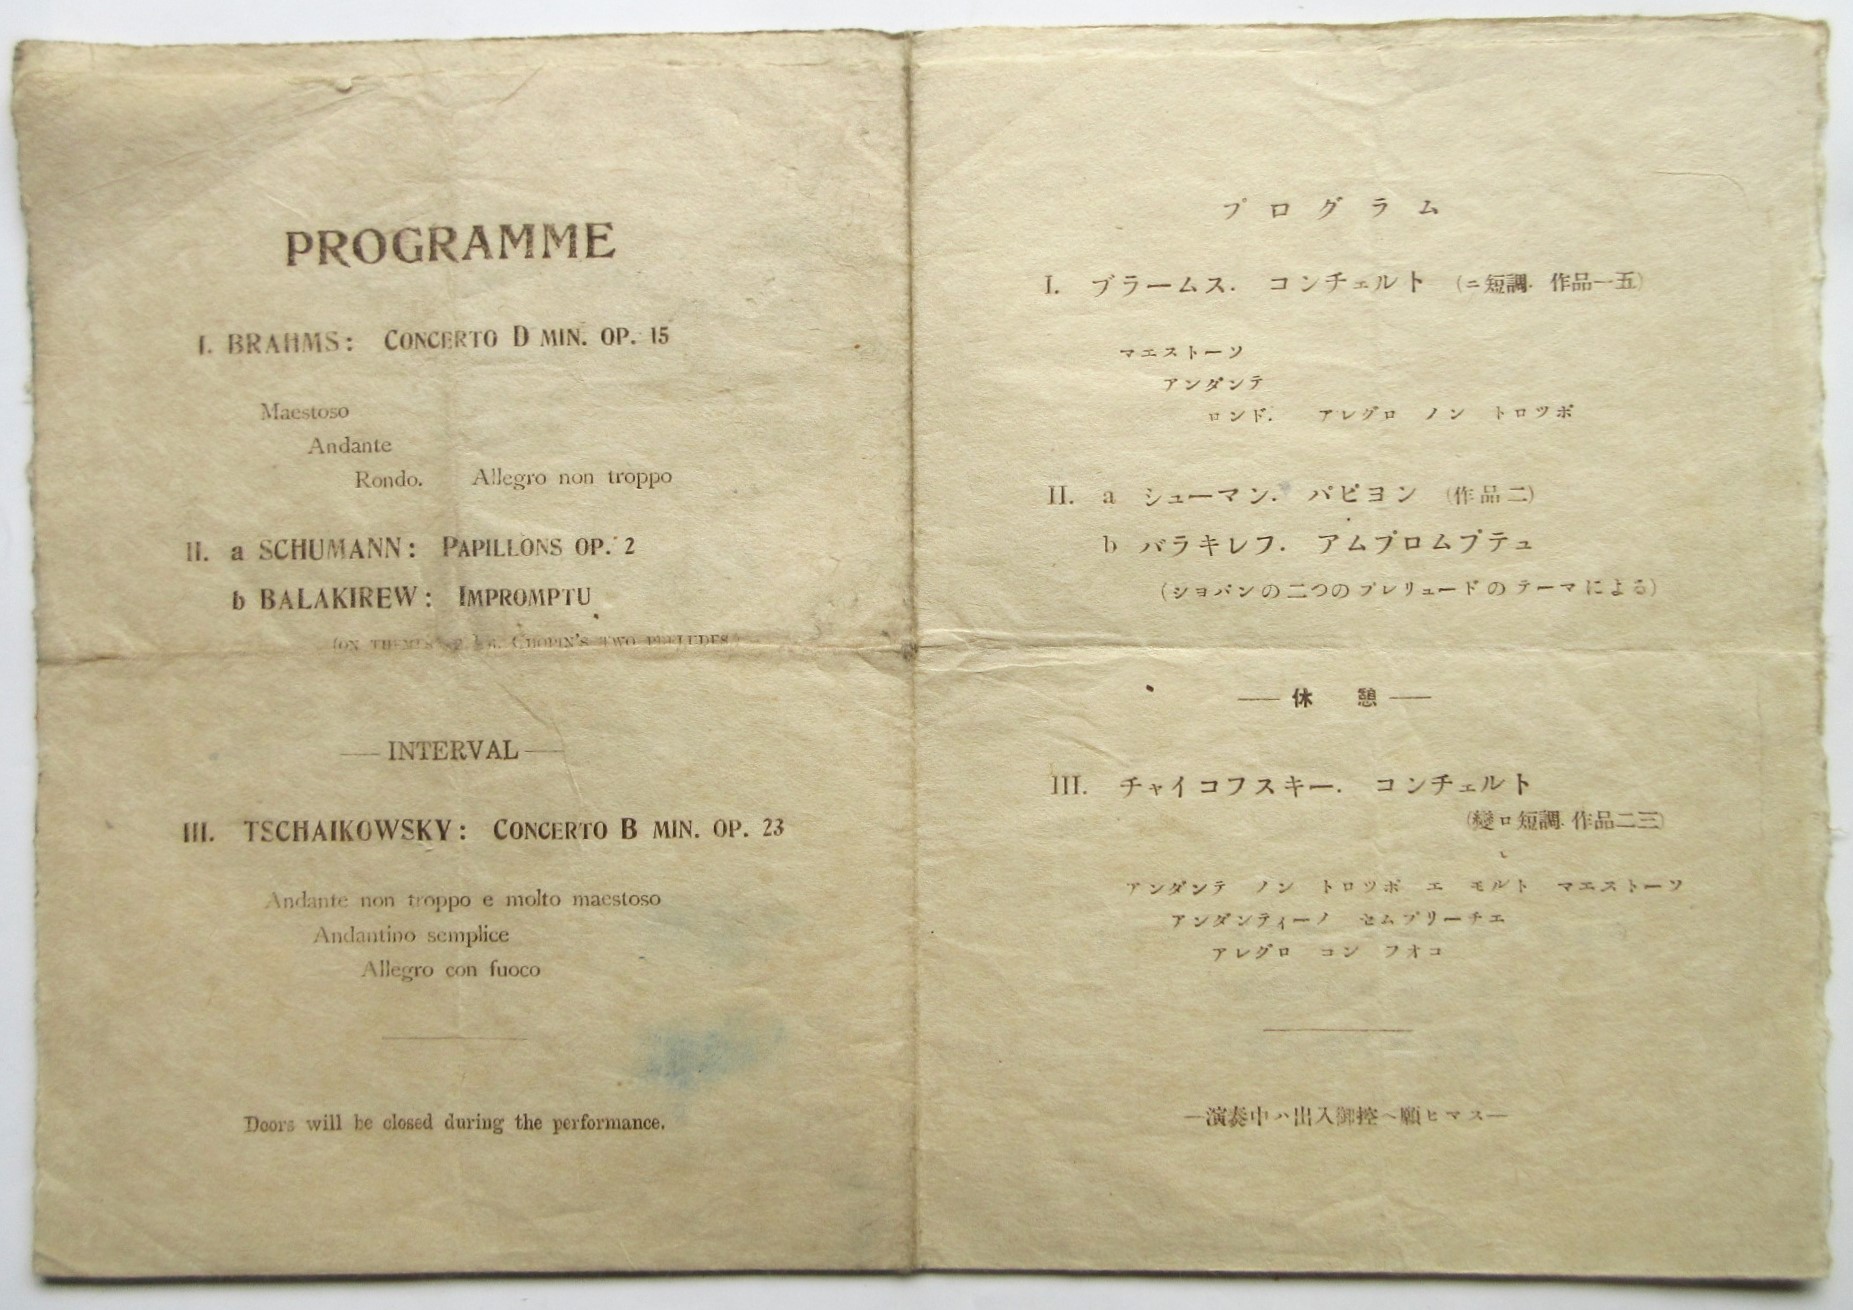 PROGRAMME
I. BRAHMS: CONCERTO D MIN. OP. 15
Maestoso
Andante
Rondo. Allegro non troppo
II. a SCHUMANN: PAPILLONS OP. 2
b BALAKIREW: IMPROMPTU
(ON THEMES CHOPIN'S TWO PRELUDES
— INTERVAL —
III. TSCHAIKOWSKY: CONCERTO B MIN. OP. 23
Andante non troppo e molto maestoso
Andantino semplice
Allegro con fuoco
Doors will be closed during the performance.
プログラム
I. ブラームス. コンチェルト (ニ短調. 作品一五)
マエストーソ
アンダンテ
ロンド. アレグロ ノン トロツポ
II. a シューマン. パピヨン (作品二)
b バラキレフ. アムプロムプテュ
(シヨパンの二つのプレリュードのテーマによる)
— 休憩 —
III. チャイコフスキー. コンチェルト
(變ロ短調. 作品二三)
アンダンテ ノン トロツポ エ モルト マエストーソ
アンダンティーノ セムプリーチエ
アレグロ コン フオコ
—演奏中ハ出入御控ヘ願ヒマス—